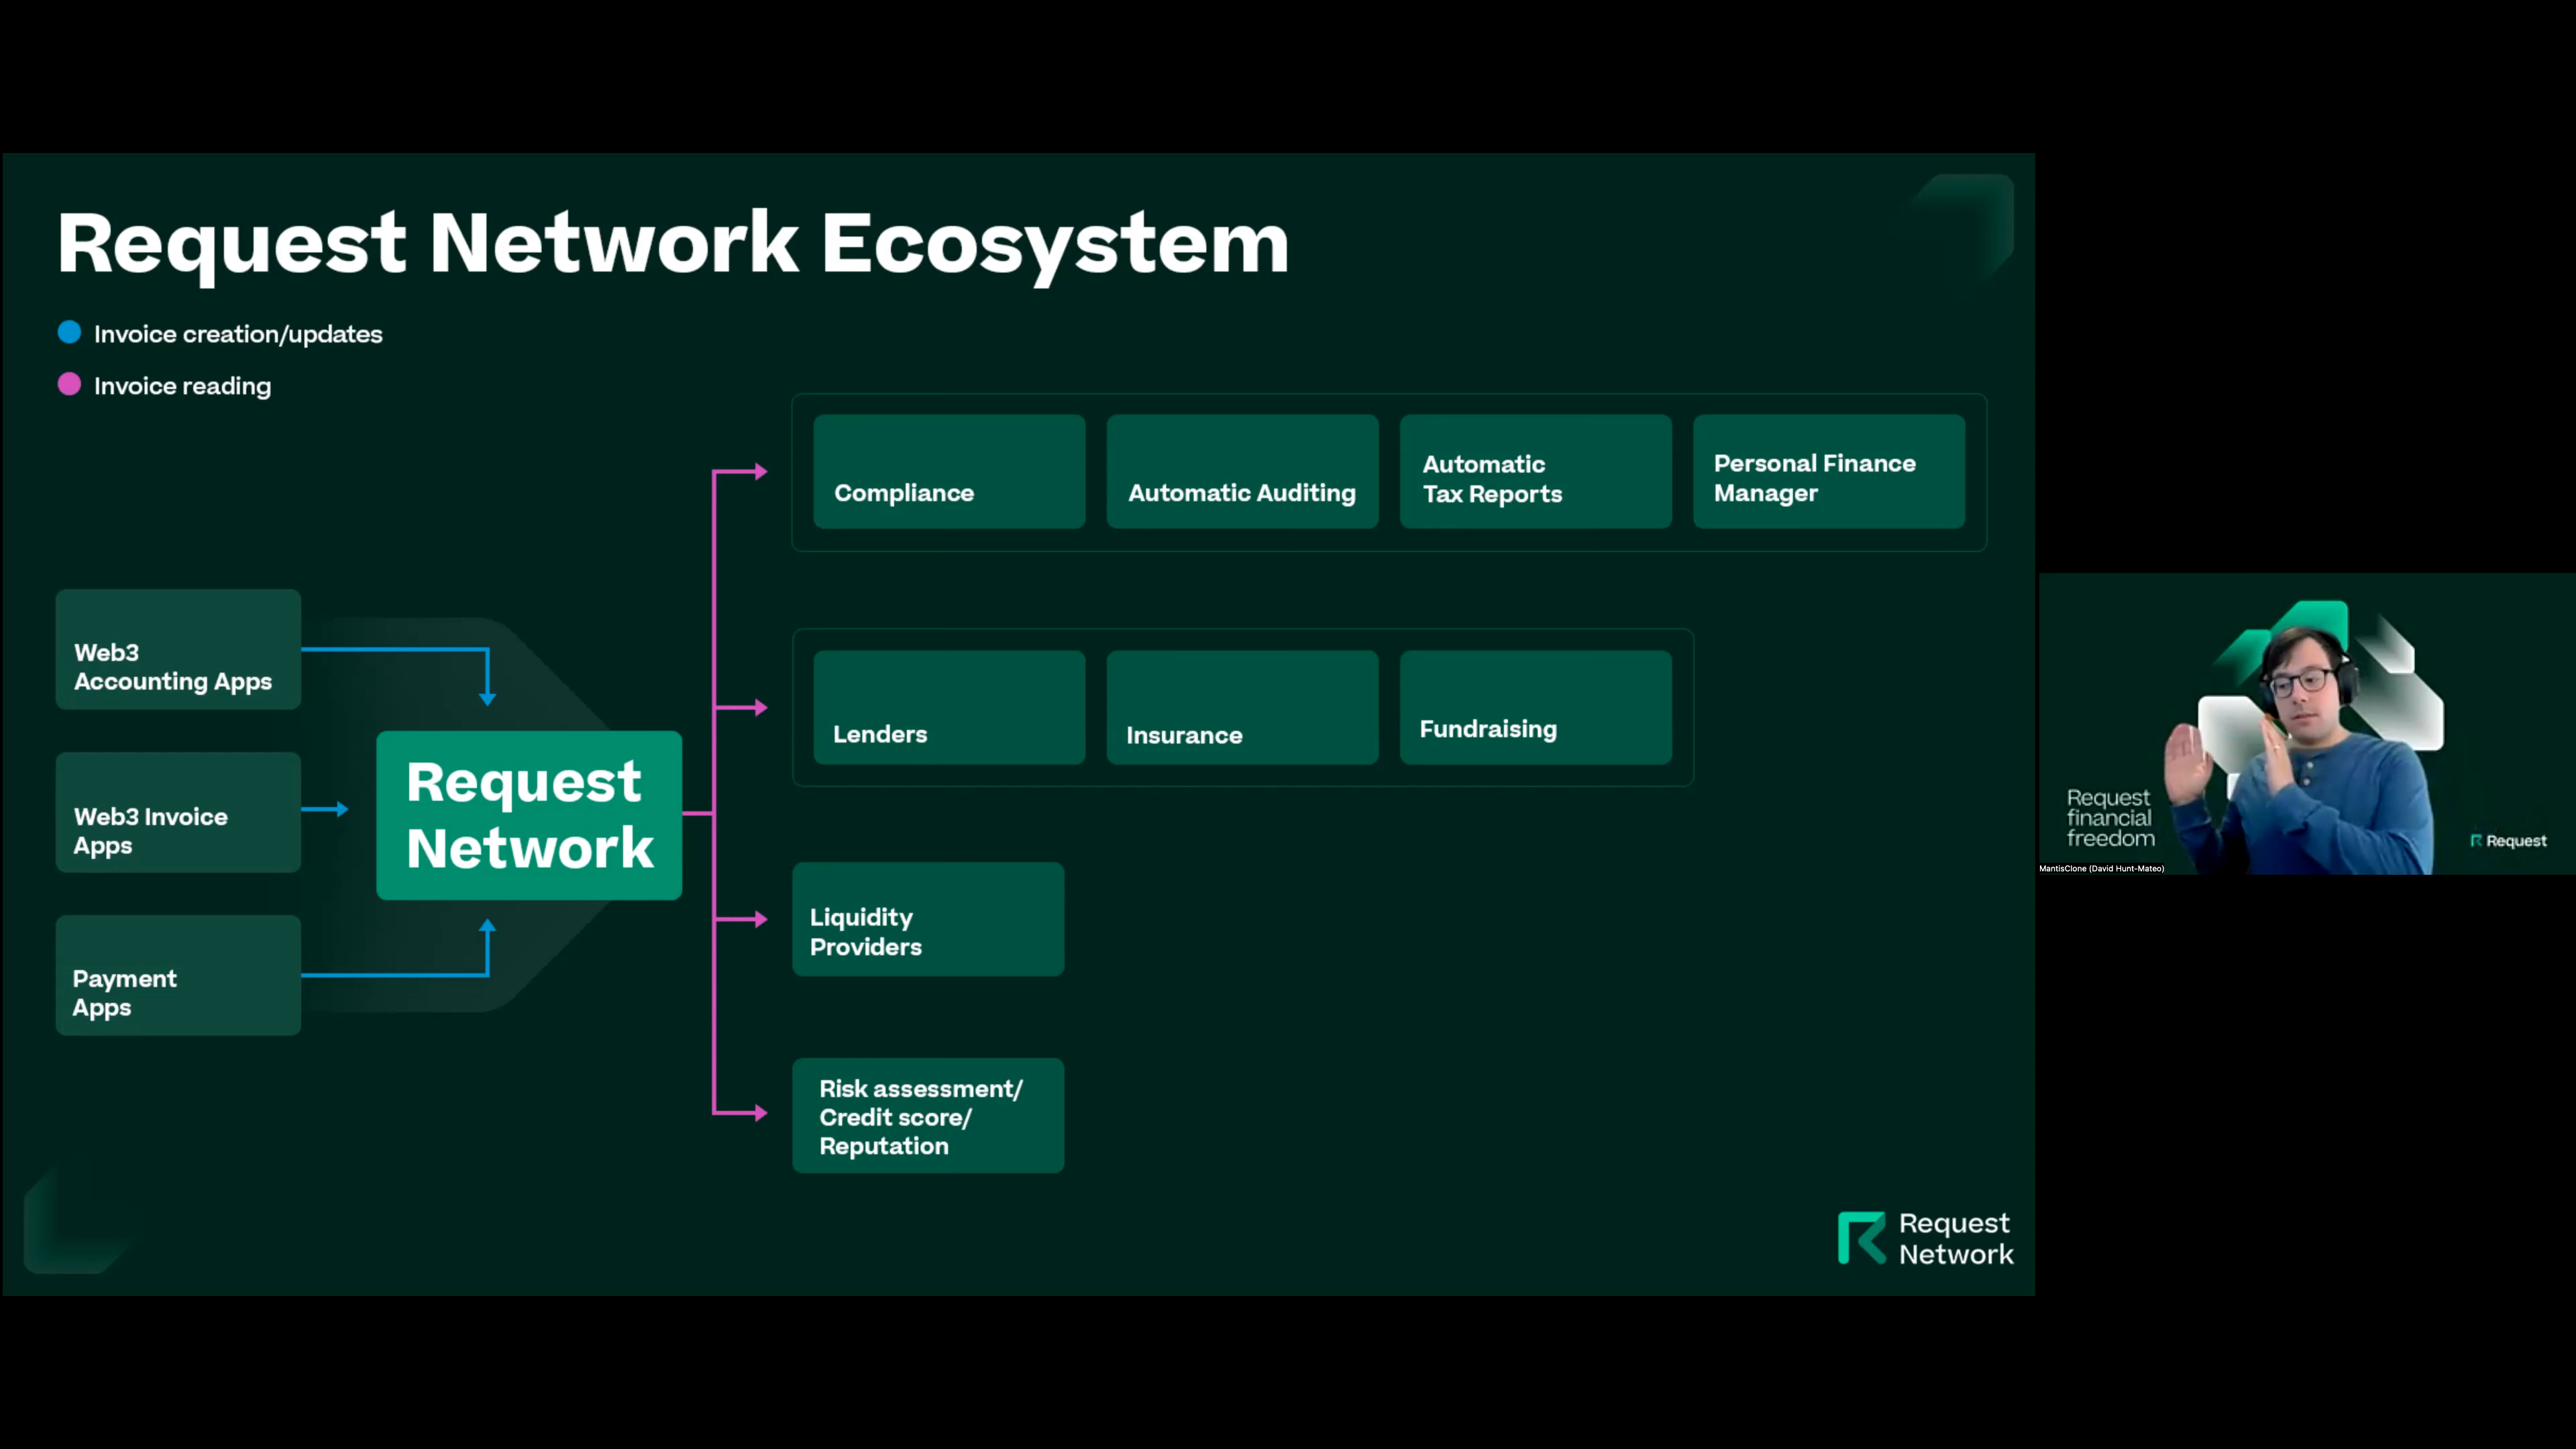 Request Network Ecosystem
Invoice creation/updates
Invoice reading
Compliance
Automatic Auditing
Automatic
Tax Reports
Personal Finance
Manager
Web3
Accounting Apps
Web3 Invoice
Apps
Payment
Apps
Request
Network
Lenders
Insurance
Fundraising
Liquidity
Providers
Risk assessment/
Credit score/
Reputation
Request
Network
Request
financial
freedom
Request
MantisClone (David Hunt-Mateo)